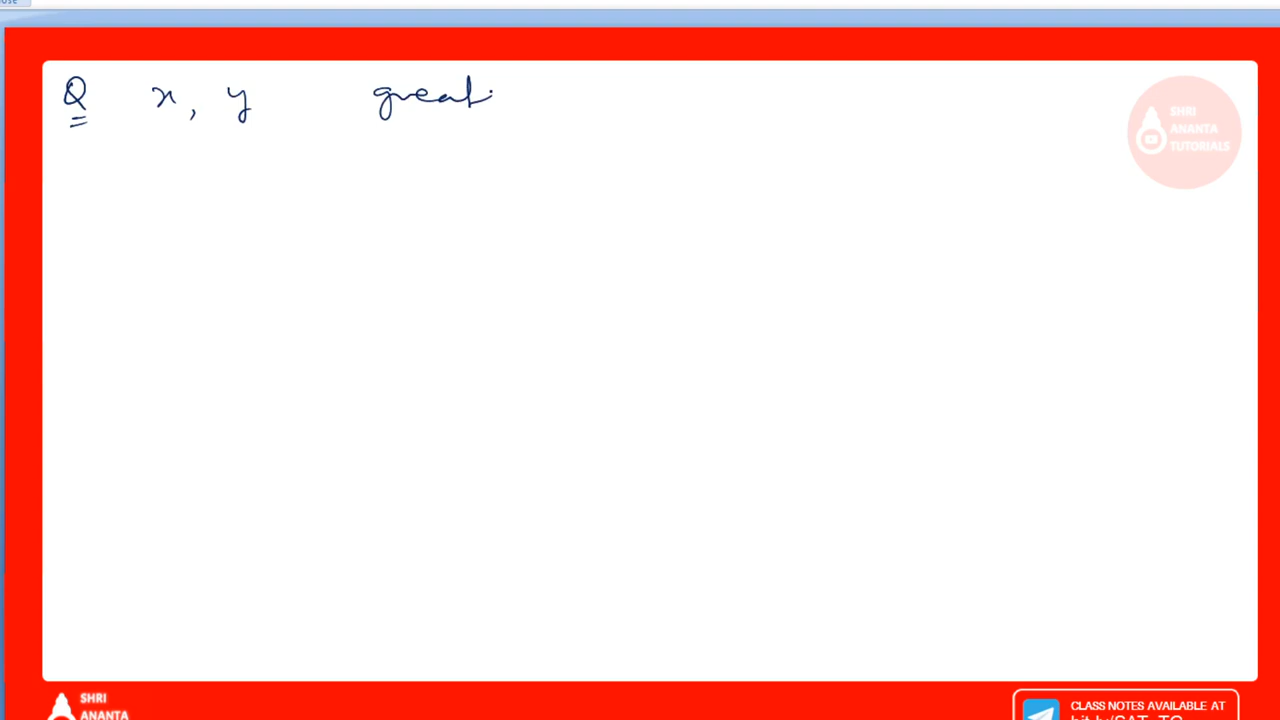 Q x, y great
SHRI
ANANTA
TUTORIALS
SHRI
ANANTA
CLASS NOTES AVAILABLE AT